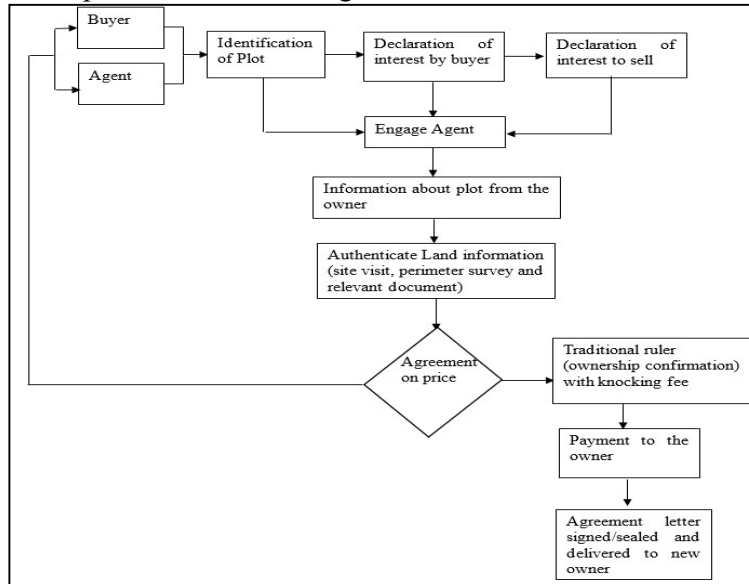 Buyer
Agent
Identification
of Plot
Declaration of
interest by buyer
Declaration of
interest to sell
Engage Agent
Information about plot from the
owner
Authenticate Land information
(site visit, perimeter survey and
relevant document)
Agreement
on price
Traditional ruler
(ownership confirmation)
with knocking fee
Payment to the
owner
Agreement letter
signed/sealed and
delivered to new
owner